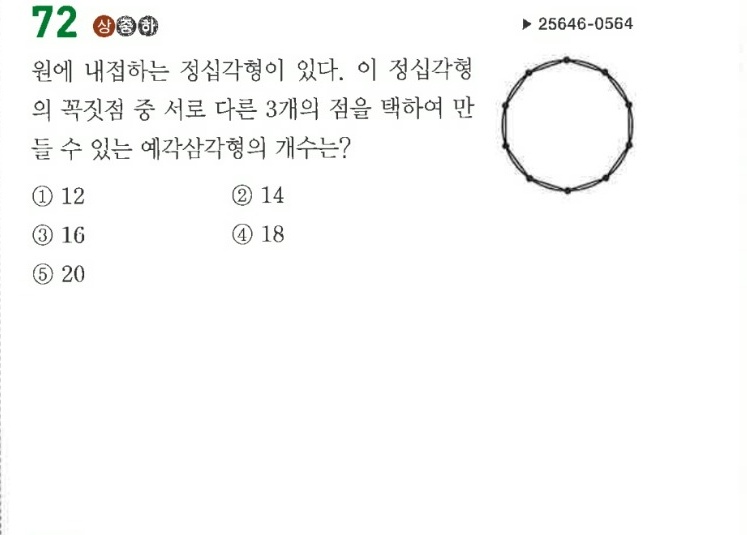 72 상중하
▶ 25646-0564
원에 내접하는 정십각형이 있다. 이 정십각형
의 꼭짓점 중 서로 다른 3개의 점을 택하여 만
들 수 있는 예각삼각형의 개수는?
① 12 ② 14
③ 16 ④ 18
⑤ 20